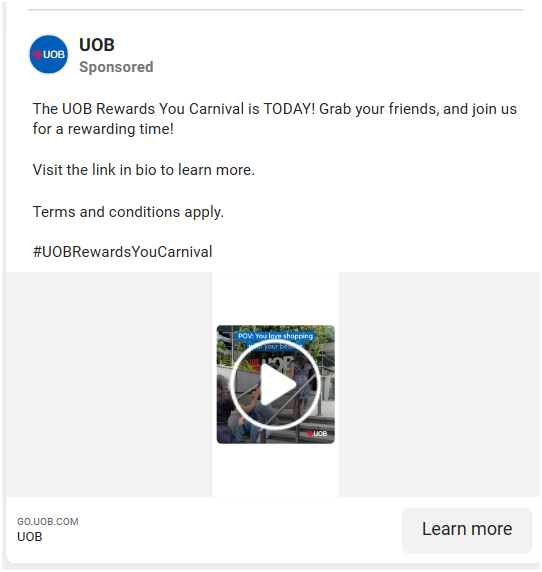 UOB
UOB
Sponsored
The UOB Rewards You Carnival is TODAY! Grab your friends, and join us
for a rewarding time!
Visit the link in bio to learn more.
Terms and conditions apply.
#UOBRewardsYouCarnival
POV: You love shopping
your
UOB
UOB
GO.UOB.COM
UOB
Learn more